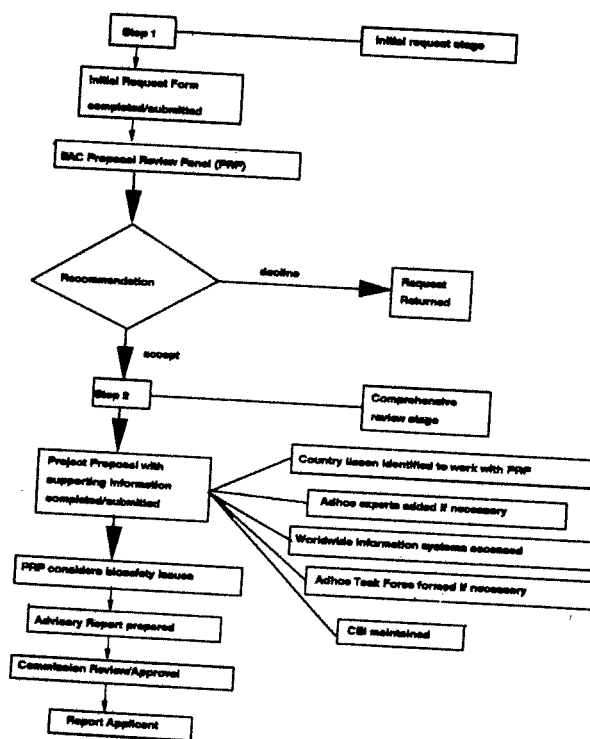 Step 1
Initial request stage
Initial Request Form
completed/submitted
BAC Proposal Review Panel (PRP)
Recommendation
decline
Request
Returned
accept
Step 2
Comprehensive
review stage
Project Proposal with
supporting information
completed/submitted
Country liason identified to work with PRP
Adhoc experts added if necessary
Worldwide information systems accessed
Adhoc Task Force formed if necessary
CBI maintained
PRP considers biosafety issues
Advisory Report prepared
Commission Review/Approval
Report Applicant